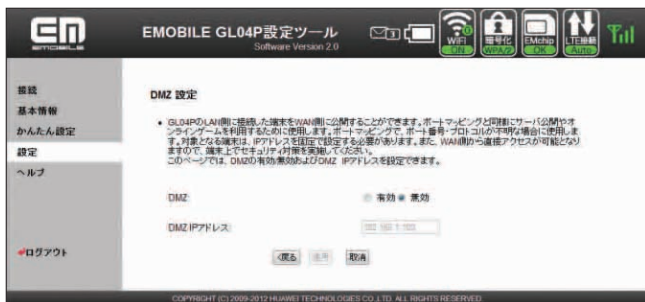 EM
EMOBILE
EMOBILE GL04P設定ツール
Software Version 2.0
WiFi
ON
暗号化
WPA/2
EMchip
OK
LTE接続
Auto
接続
基本情報
かんたん設定
設定
ヘルプ
ログアウト
DMZ 設定
GL04PのLAN側に接続した端末をWAN側に公開することができます。ポートマッピングと同様にサーバ公開やオ
ンラインゲームを利用するために使用します。ポートマッピングで、ポート番号・プロトコルが不明な場合に使用しま
す。対象となる端末は、IPアドレスを固定で設定する必要があります。また、WAN側から直接アクセスが可能となり
ますので、端末上でセキュリティ対策を実施してください。
このページでは、DMZの有効/無効およびDMZ IPアドレスを設定できます。
DMZ:
有効 無効
DMZ IPアドレス:
<戻る 適用 取消
COPYRIGHT (C) 2009-2012 HUAWEI TECHNOLOGIES CO.,LTD. ALL RIGHTS RESERVED.